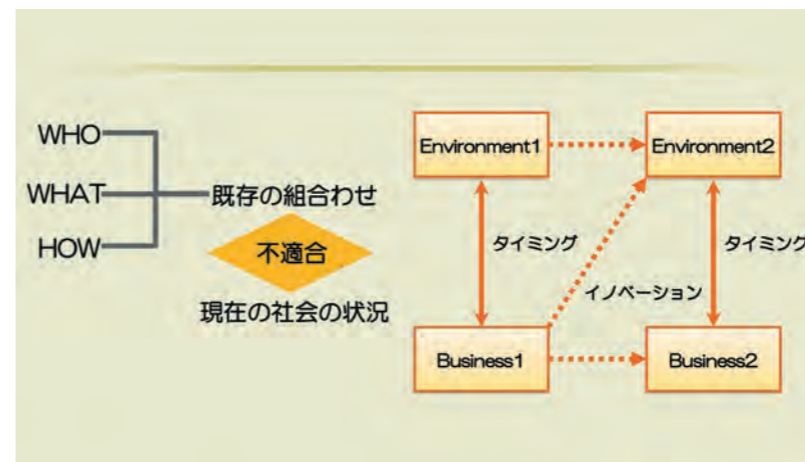 WHO
WHAT
HOW
既存の組合わせ
不適合
現在の社会の状況
Environment1
Environment2
タイミング
タイミング
イノベーション
Business1
Business2